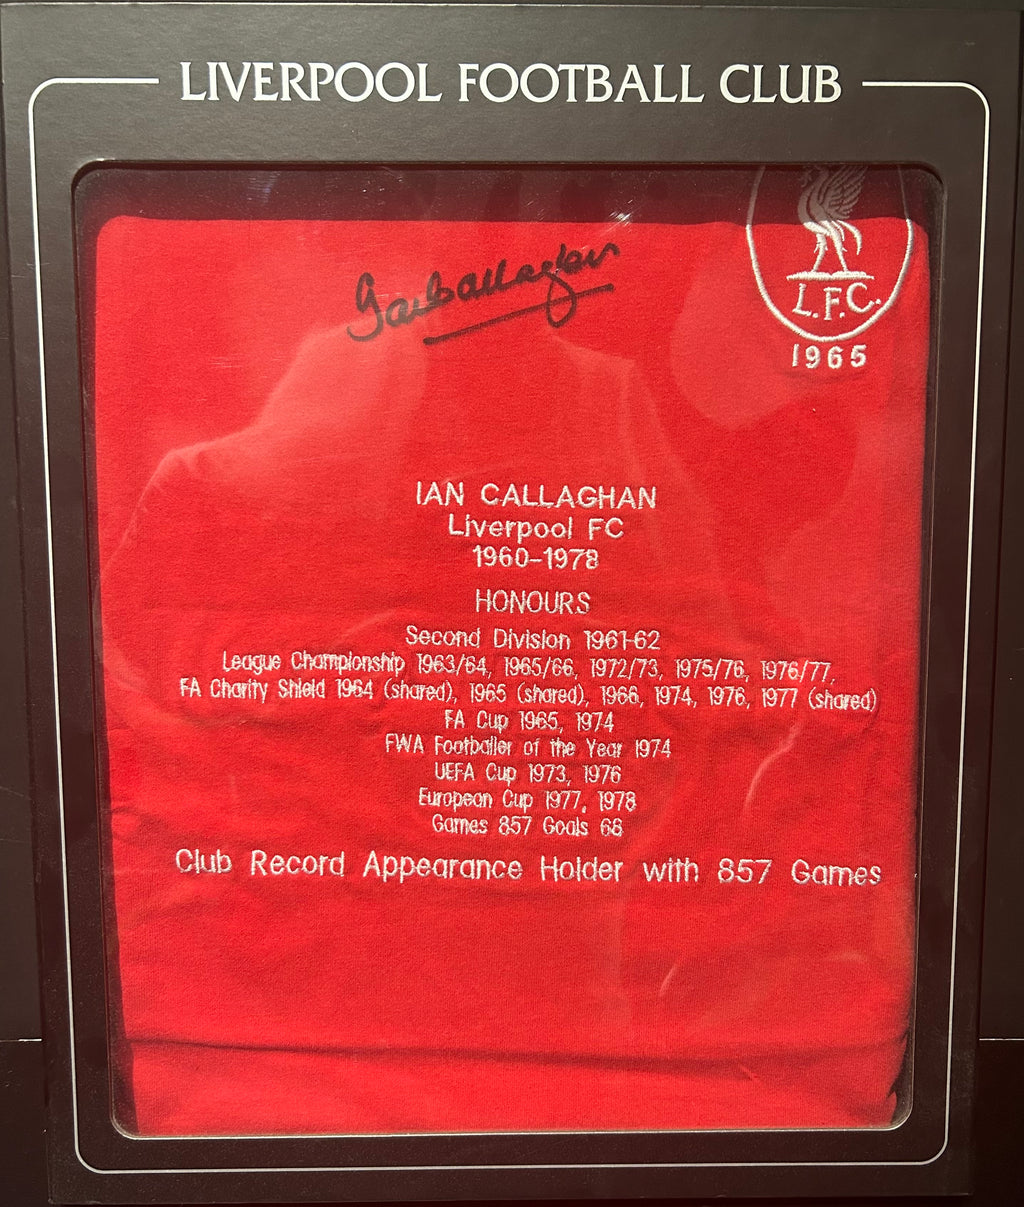 LIVERPOOL FOOTBALL CLUB
Ian Callaghan
L.F.C.
1965
IAN CALLAGHAN
Liverpool FC
1960-1978
HONOURS
Second Division 1961-62
League Championship 1963/64, 1965/66, 1972/73, 1975/76, 1976/77,
FA Charity Shield 1964 (shared), 1965 (shared), 1966, 1974, 1976, 1977 (shared)
FA Cup 1965, 1974
FWA Footballer of the Year 1974
UEFA Cup 1973, 1976
European Cup 1977, 1978
Games 857 Goals 68
Club Record Appearance Holder with 857 Games